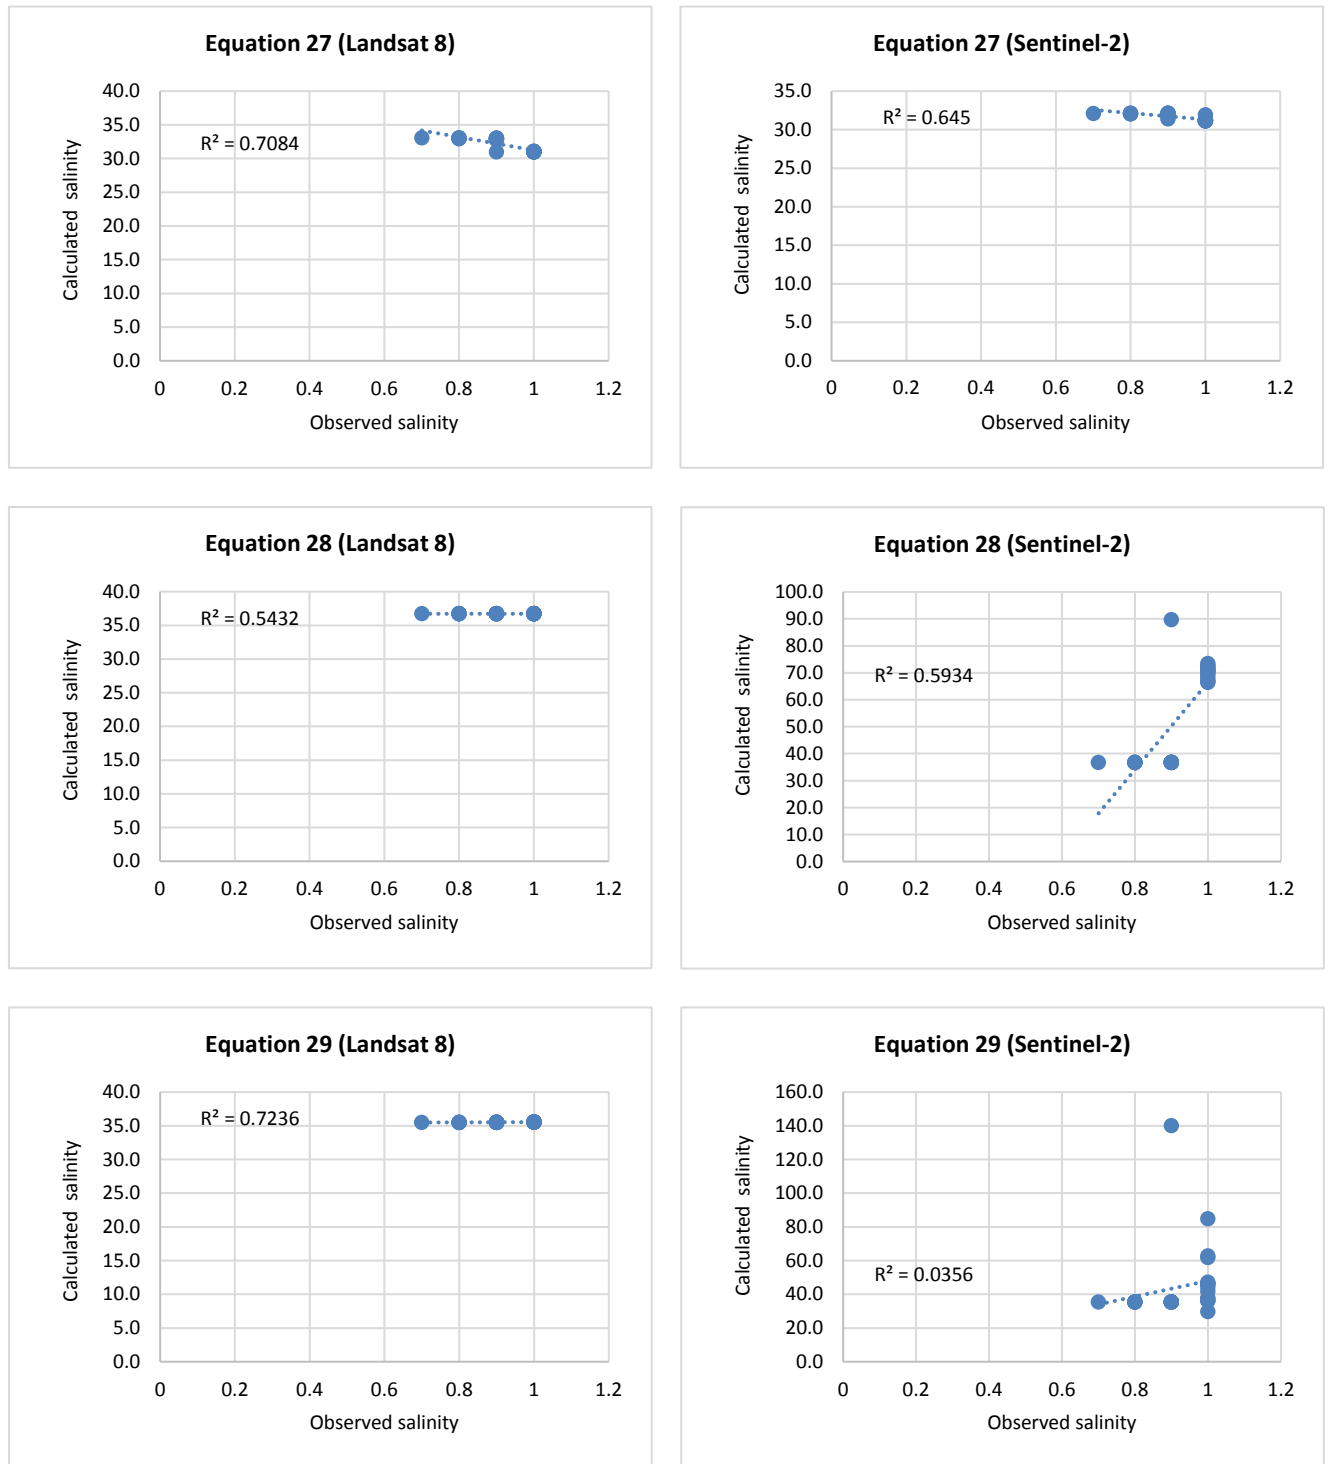 Equation 27 (Landsat 8)
40.0
35.0
30.0
25.0
20.0
15.0
10.0
5.0
0.0
R² = 0.7084
Calculated salinity
0 0.2 0.4 0.6 0.8 1 1.2
Observed salinity
Equation 27 (Sentinel-2)
35.0
30.0
25.0
20.0
15.0
10.0
5.0
0.0
R² = 0.645
Calculated salinity
0 0.2 0.4 0.6 0.8 1 1.2
Observed salinity
Equation 28 (Landsat 8)
40.0
35.0
30.0
25.0
20.0
15.0
10.0
5.0
0.0
R² = 0.5432
Calculated salinity
0 0.2 0.4 0.6 0.8 1 1.2
Observed salinity
Equation 28 (Sentinel-2)
100.0
90.0
80.0
70.0
60.0
50.0
40.0
30.0
20.0
10.0
0.0
R² = 0.5934
Calculated salinity
0 0.2 0.4 0.6 0.8 1 1.2
Observed salinity
Equation 29 (Landsat 8)
40.0
35.0
30.0
25.0
20.0
15.0
10.0
5.0
0.0
R² = 0.7236
Calculated salinity
0 0.2 0.4 0.6 0.8 1 1.2
Observed salinity
Equation 29 (Sentinel-2)
160.0
140.0
120.0
100.0
80.0
60.0
40.0
20.0
0.0
R² = 0.0356
Calculated salinity
0 0.2 0.4 0.6 0.8 1 1.2
Observed salinity